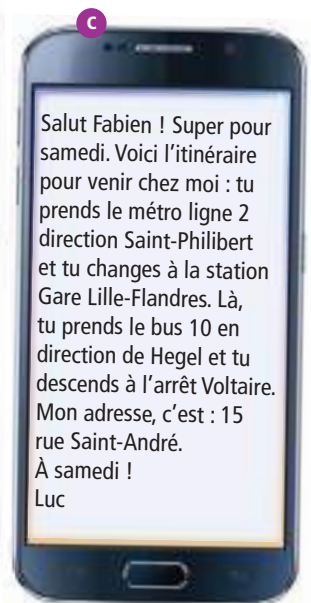 C
Salut Fabien ! Super pour
samedi. Voici l'itinéraire
pour venir chez moi : tu
prends le métro ligne 2
direction Saint-Philibert
et tu changes à la station
Gare Lille-Flandres. Là,
tu prends le bus 10 en
direction de Hegel et tu
descends à l'arrêt Voltaire.
Mon adresse, c'est : 15
rue Saint-André.
À samedi !
Luc